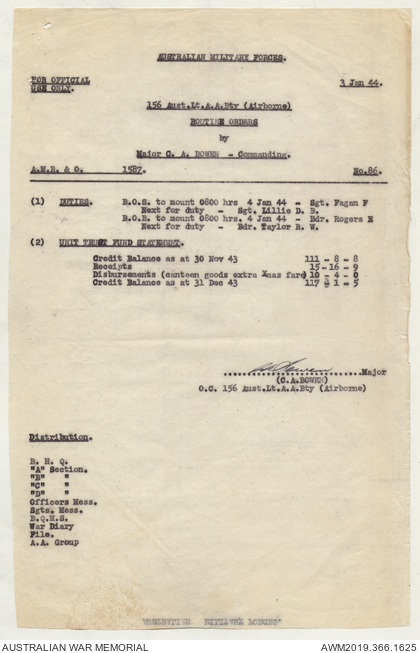 AUSTRALIAN MILITARY FORCES.
FOR OFFICIAL
USE ONLY.
3 Jan 44.
156 Aust.Lt.A.A.Bty (Airborne)
ROUTINE ORDERS
by
Major C. A. BOWEN - Commanding.
A.M.R. & O. 1587. No.86.
(1) DUTIES. B.O.S. to mount 0800 hrs 4 Jan 44 - Sgt. Fagan F
Next for duty - Sgt. Lillie D. B.
B.O.B. to mount 0800 hrs. 4 Jan 44 - Bdr. Rogers E
Next for duty - Bdr. Taylor R. W.
(2) UNIT TRUST FUND STATEMENT.
Credit Balance as at 30 Nov 43 111 - 8 - 8
Receipts 15 - 16 - 9
Disbursements (canteen goods extra Xmas fare) 10 - 4 - 0
Credit Balance as at 31 Dec 43 117 - 1 - 5
C A Bowen Major
(C.A.BOWEN)
O.C. 156 Aust.Lt.A.A.Bty (Airborne)
Distribution.
B. H. Q.
"A" Section.
"B" "
"C" "
"D" "
Officers Mess.
Sgts. Mess.
B.Q.M.S.
War Diary
File.
A.A. Group
AUSTRALIAN WAR MEMORIAL AWM2019.366.1625